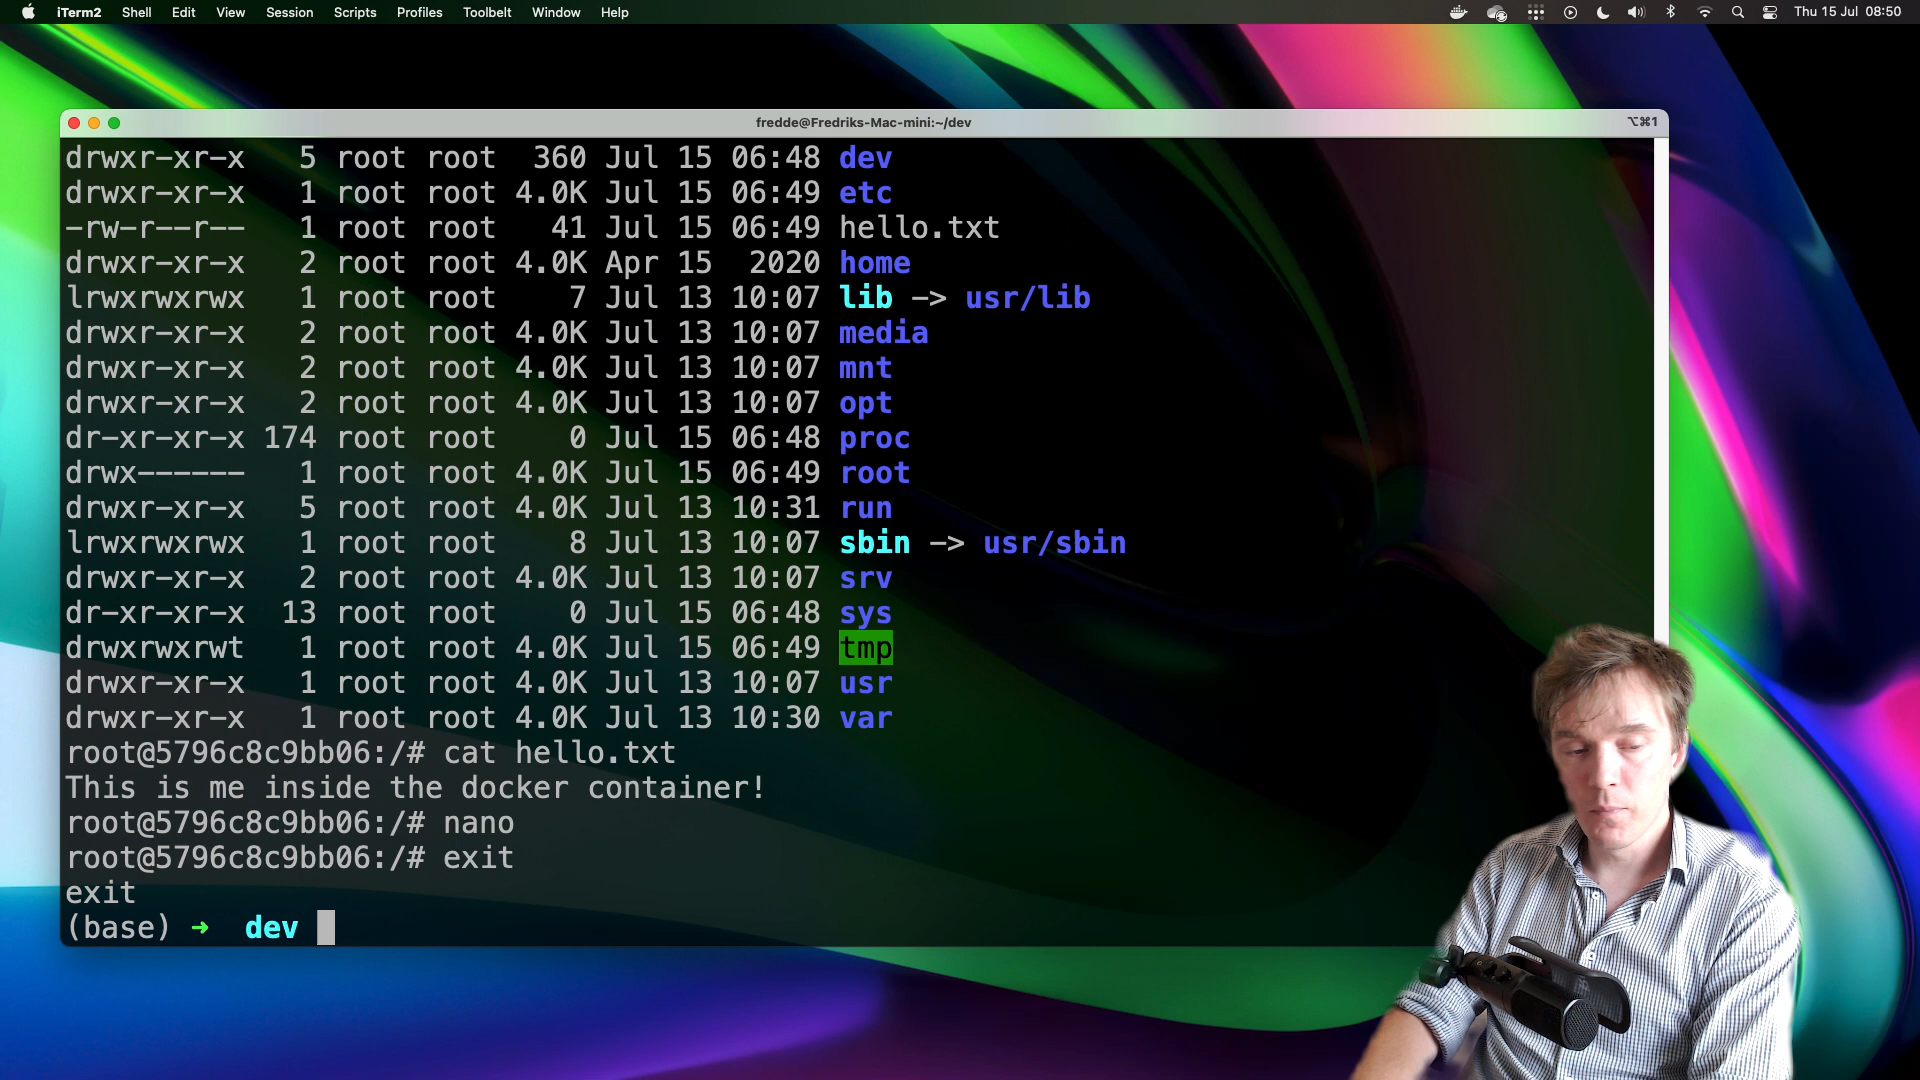 iTerm2 Shell Edit View Session Scripts Profiles Toolbelt Window Help Thu 15 Jul 08:50
fredde@Fredriks-Mac-mini:~/dev ⌥⌘1
drwxr-xr-x   5 root root  360 Jul 15 06:48 dev
drwxr-xr-x   1 root root 4.0K Jul 15 06:49 etc
-rw-r--r--   1 root root   41 Jul 15 06:49 hello.txt
drwxr-xr-x   2 root root 4.0K Apr 15  2020 home
lrwxrwxrwx   1 root root    7 Jul 13 10:07 lib -> usr/lib
drwxr-xr-x   2 root root 4.0K Jul 13 10:07 media
drwxr-xr-x   2 root root 4.0K Jul 13 10:07 mnt
drwxr-xr-x   2 root root 4.0K Jul 13 10:07 opt
dr-xr-xr-x 174 root root    0 Jul 15 06:48 proc
drwx------   1 root root 4.0K Jul 15 06:49 root
drwxr-xr-x   5 root root 4.0K Jul 13 10:31 run
lrwxrwxrwx   1 root root    8 Jul 13 10:07 sbin -> usr/sbin
drwxr-xr-x   2 root root 4.0K Jul 13 10:07 srv
dr-xr-xr-x  13 root root    0 Jul 15 06:48 sys
drwxrwxrwt   1 root root 4.0K Jul 15 06:49 tmp
drwxr-xr-x   1 root root 4.0K Jul 13 10:07 usr
drwxr-xr-x   1 root root 4.0K Jul 13 10:30 var
root@5796c8c9bb06:/# cat hello.txt
This is me inside the docker container!
root@5796c8c9bb06:/# nano
root@5796c8c9bb06:/# exit
exit
(base) ➜  dev